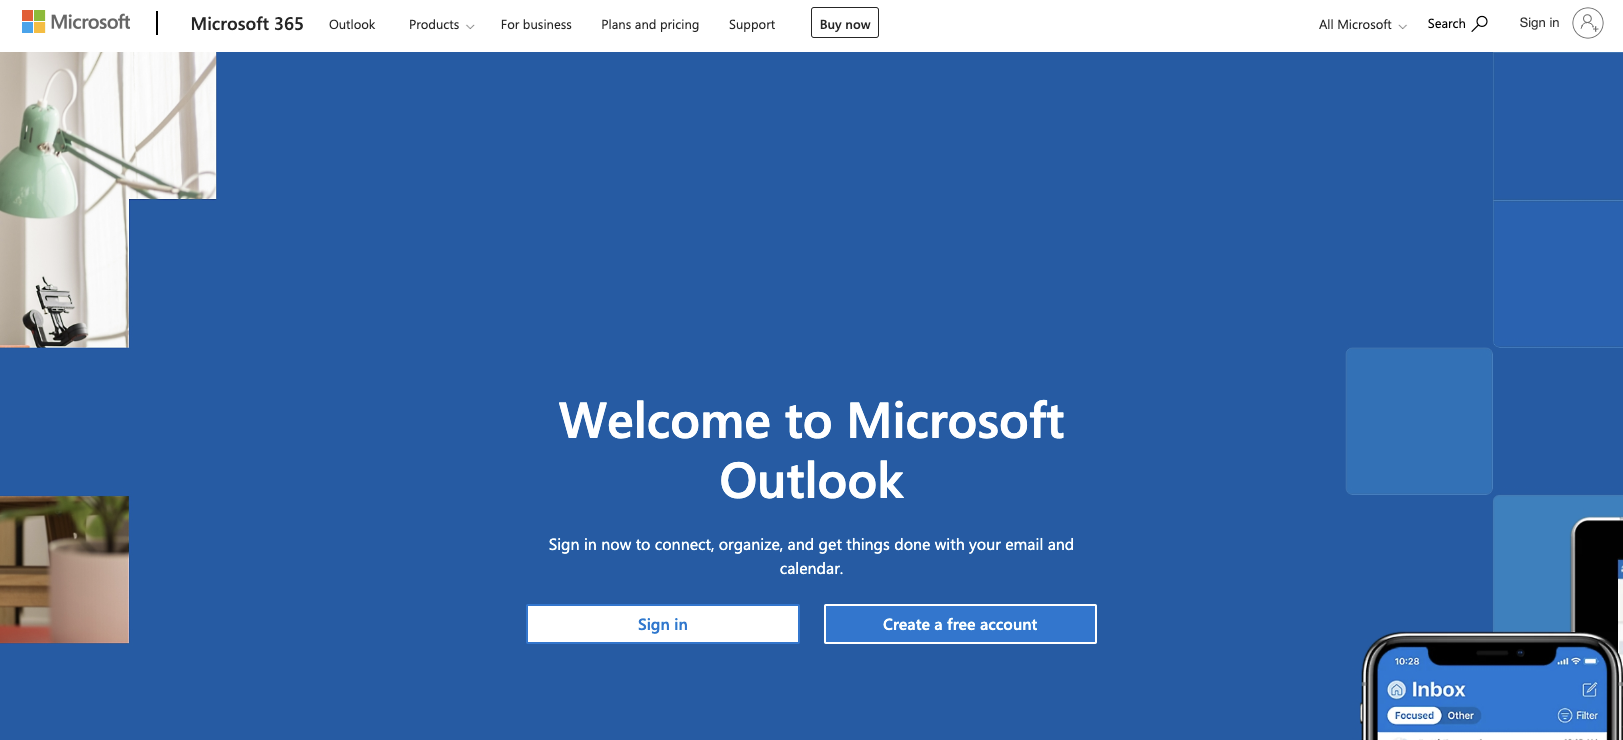 Microsoft
Microsoft 365
Outlook
Products
For business
Plans and pricing
Support
Buy now
All Microsoft
Search
Sign in
Welcome to Microsoft
Outlook
Sign in now to connect, organize, and get things done with your email and
calendar.
Sign in
Create a free account
10:28
Inbox
Focused
Other
Filter